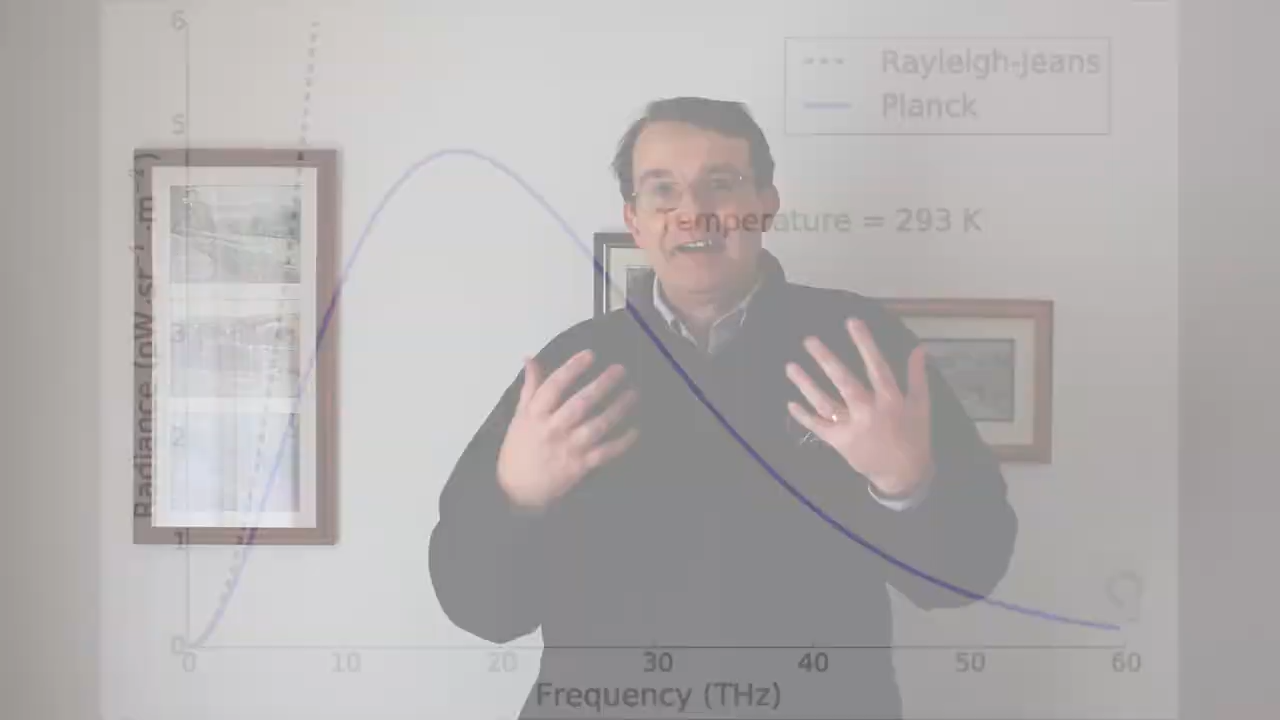 6
5
3
2
1
0
Radiance (nW.sr⁻¹.m⁻²)
Rayleigh-Jeans
Planck
Temperature = 293 K
0 10 20 30 40 50 60
Frequency (THz)